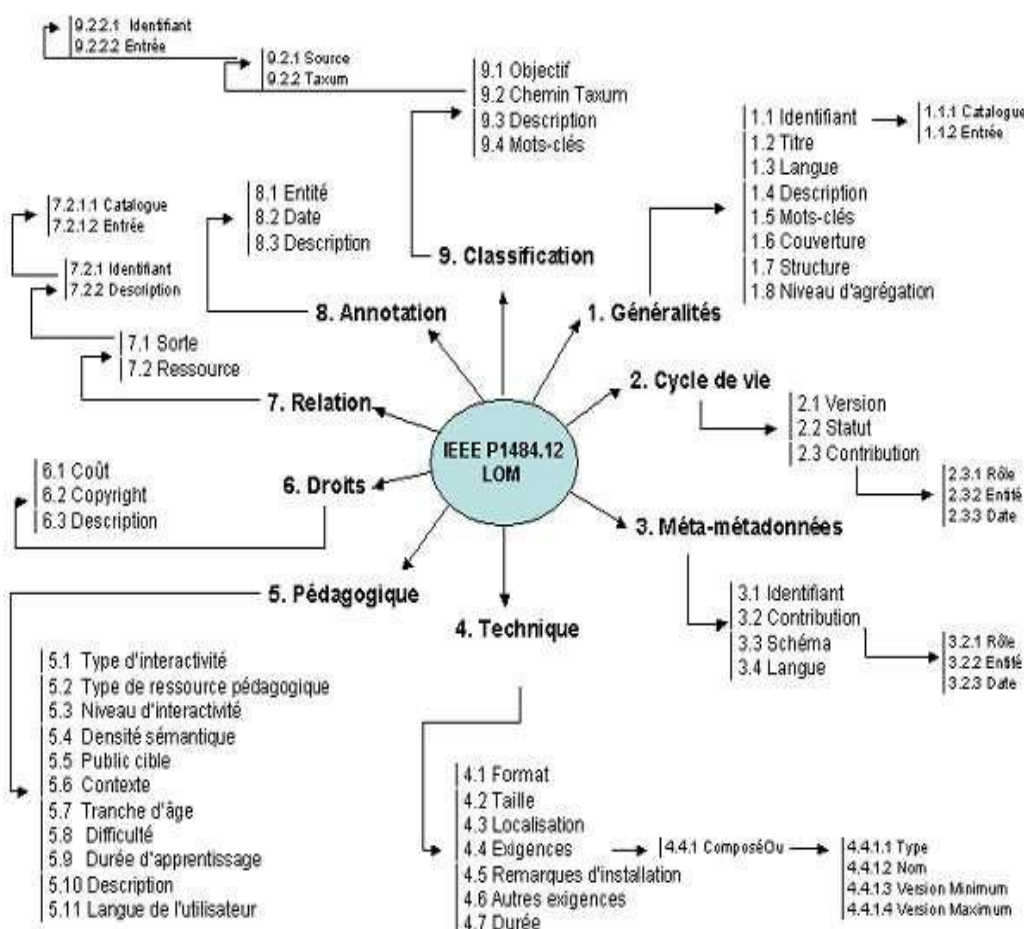 9.2.2.1 Identifiant
9.2.2.2 Entrée
9.2.1 Source
9.2.2 Taxum
9.1 Objectif
9.2 Chemin Taxum
9.3 Description
9.4 Mots-clés
9. Classification
1.1 Identifiant
1.2 Titre
1.3 Langue
1.4 Description
1.5 Mots-clés
1.6 Couverture
1.7 Structure
1.8 Niveau d'agrégation
1.1.1 Catalogue
1.1.2 Entrée
1. Généralités
8.1 Entité
8.2 Date
8.3 Description
8. Annotation
7.2.1.1 Catalogue
7.2.1.2 Entrée
7.2.1 Identifiant
7.2.2 Description
7.1 Sorte
7.2 Ressource
7. Relation
2. Cycle de vie
2.1 Version
2.2 Statut
2.3 Contribution
2.3.1 Rôle
2.3.2 Entité
2.3.3 Date
IEEE P1484.12
LOM
6.1 Coût
6.2 Copyright
6.3 Description
6. Droits
3. Méta-métadonnées
3.1 Identifiant
3.2 Contribution
3.3 Schéma
3.4 Langue
3.2.1 Rôle
3.2.2 Entité
3.2.3 Date
5. Pédagogique
5.1 Type d'interactivité
5.2 Type de ressource pédagogique
5.3 Niveau d'interactivité
5.4 Densité sémantique
5.5 Public cible
5.6 Contexte
5.7 Tranche d'âge
5.8 Difficulté
5.9 Durée d'apprentissage
5.10 Description
5.11 Langue de l'utilisateur
4. Technique
4.1 Format
4.2 Taille
4.3 Localisation
4.4 Exigences
4.5 Remarques d'installation
4.6 Autres exigences
4.7 Durée
4.4.1 ComposéOu
4.4.1.1 Type
4.4.1.2 Nom
4.4.1.3 Version Minimum
4.4.1.4 Version Maximum